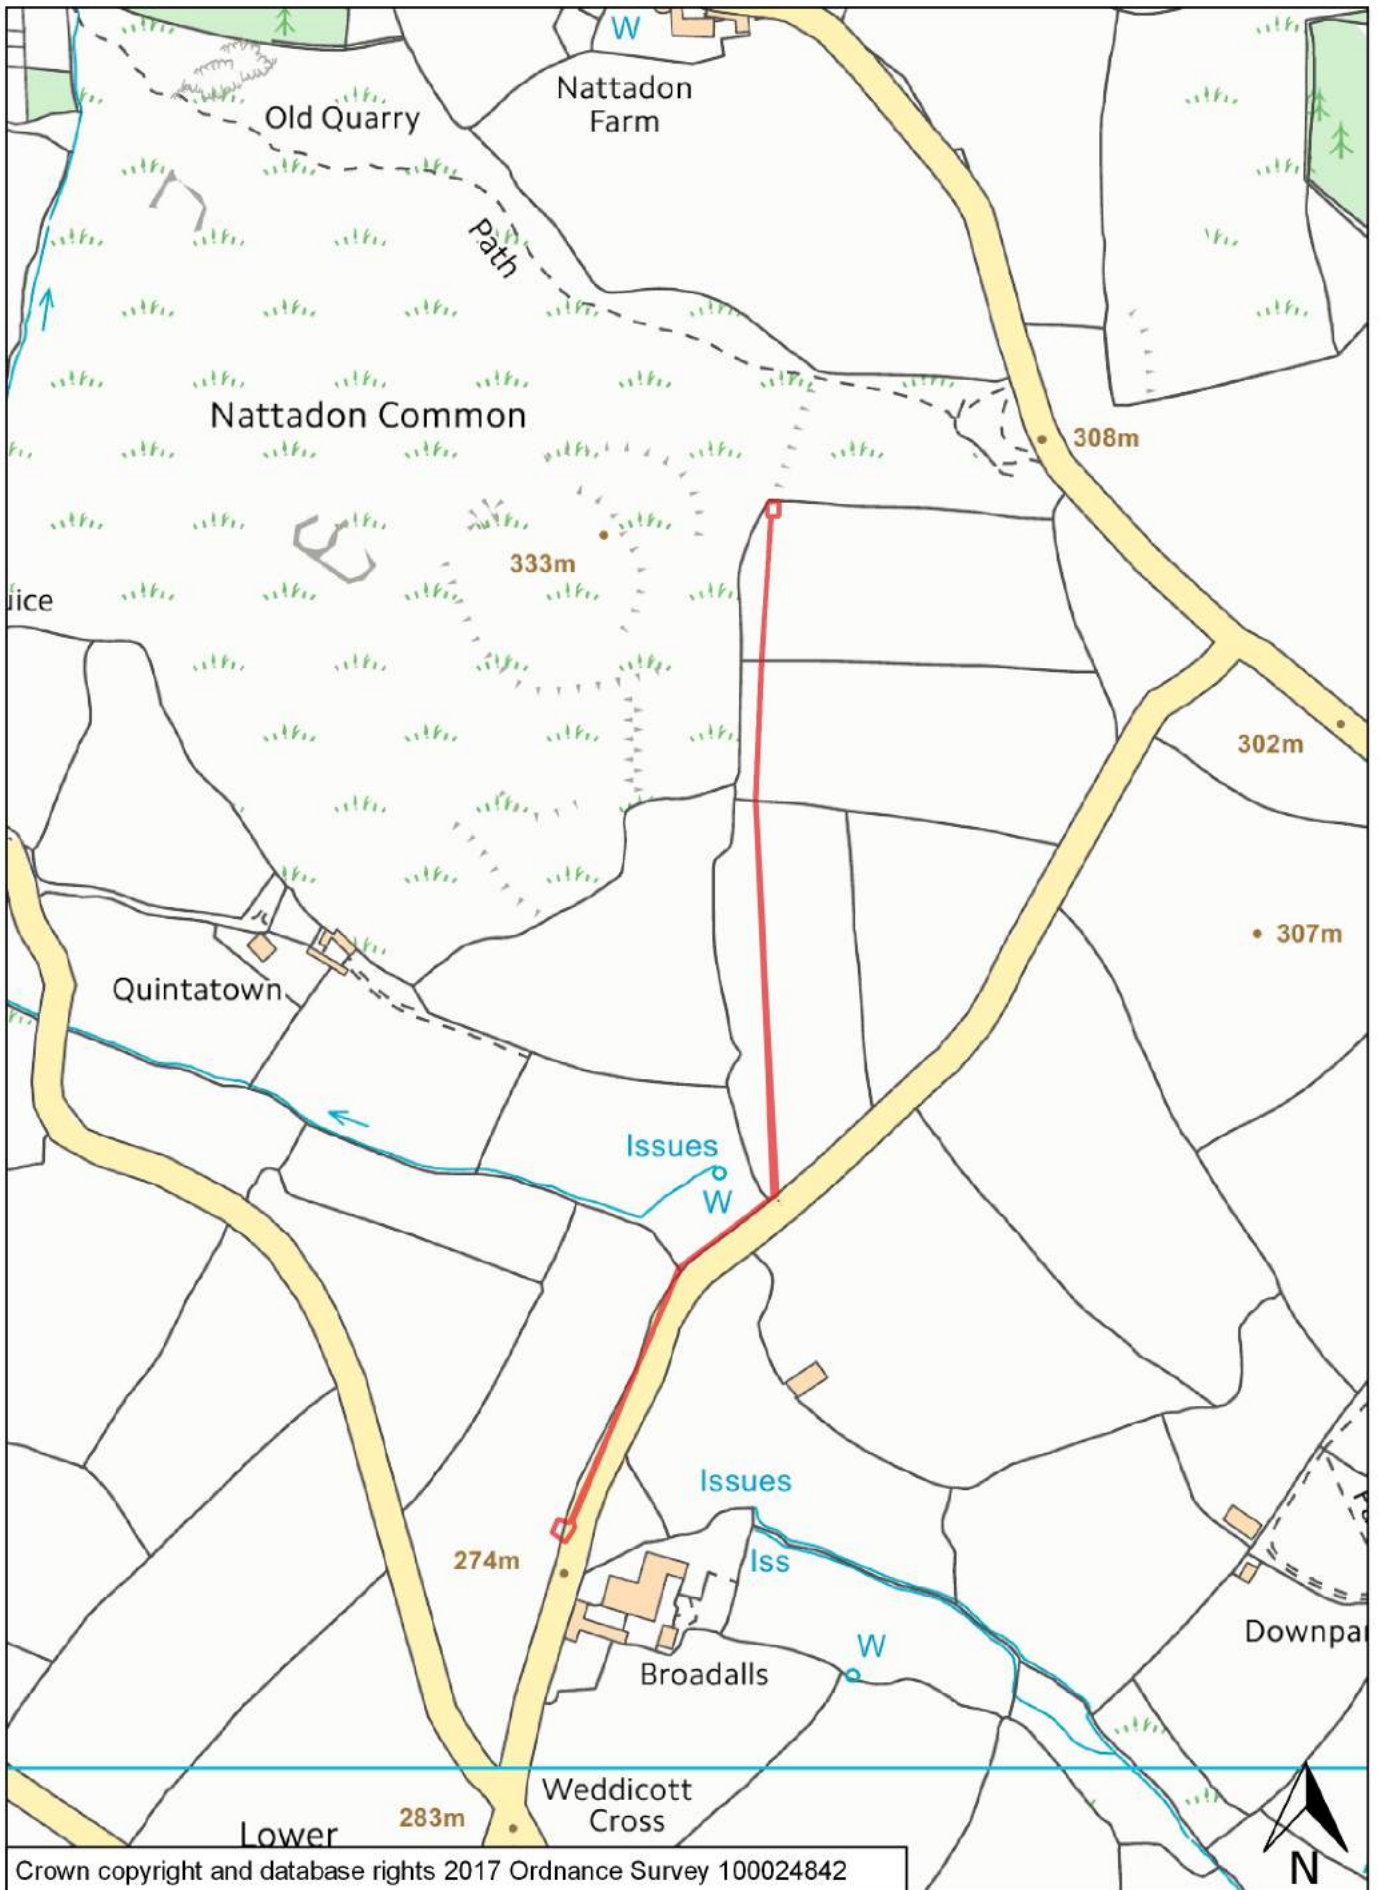 W
Nattadon
Farm
Old Quarry
Path
Nattadon Common
308m
333m
302m
307m
Quintatown
Issues
W
Issues
Iss
274m
W
Broadalls
Weddicott
Cross
283m
Lower
N
Crown copyright and database rights 2017 Ordnance Survey 100024842